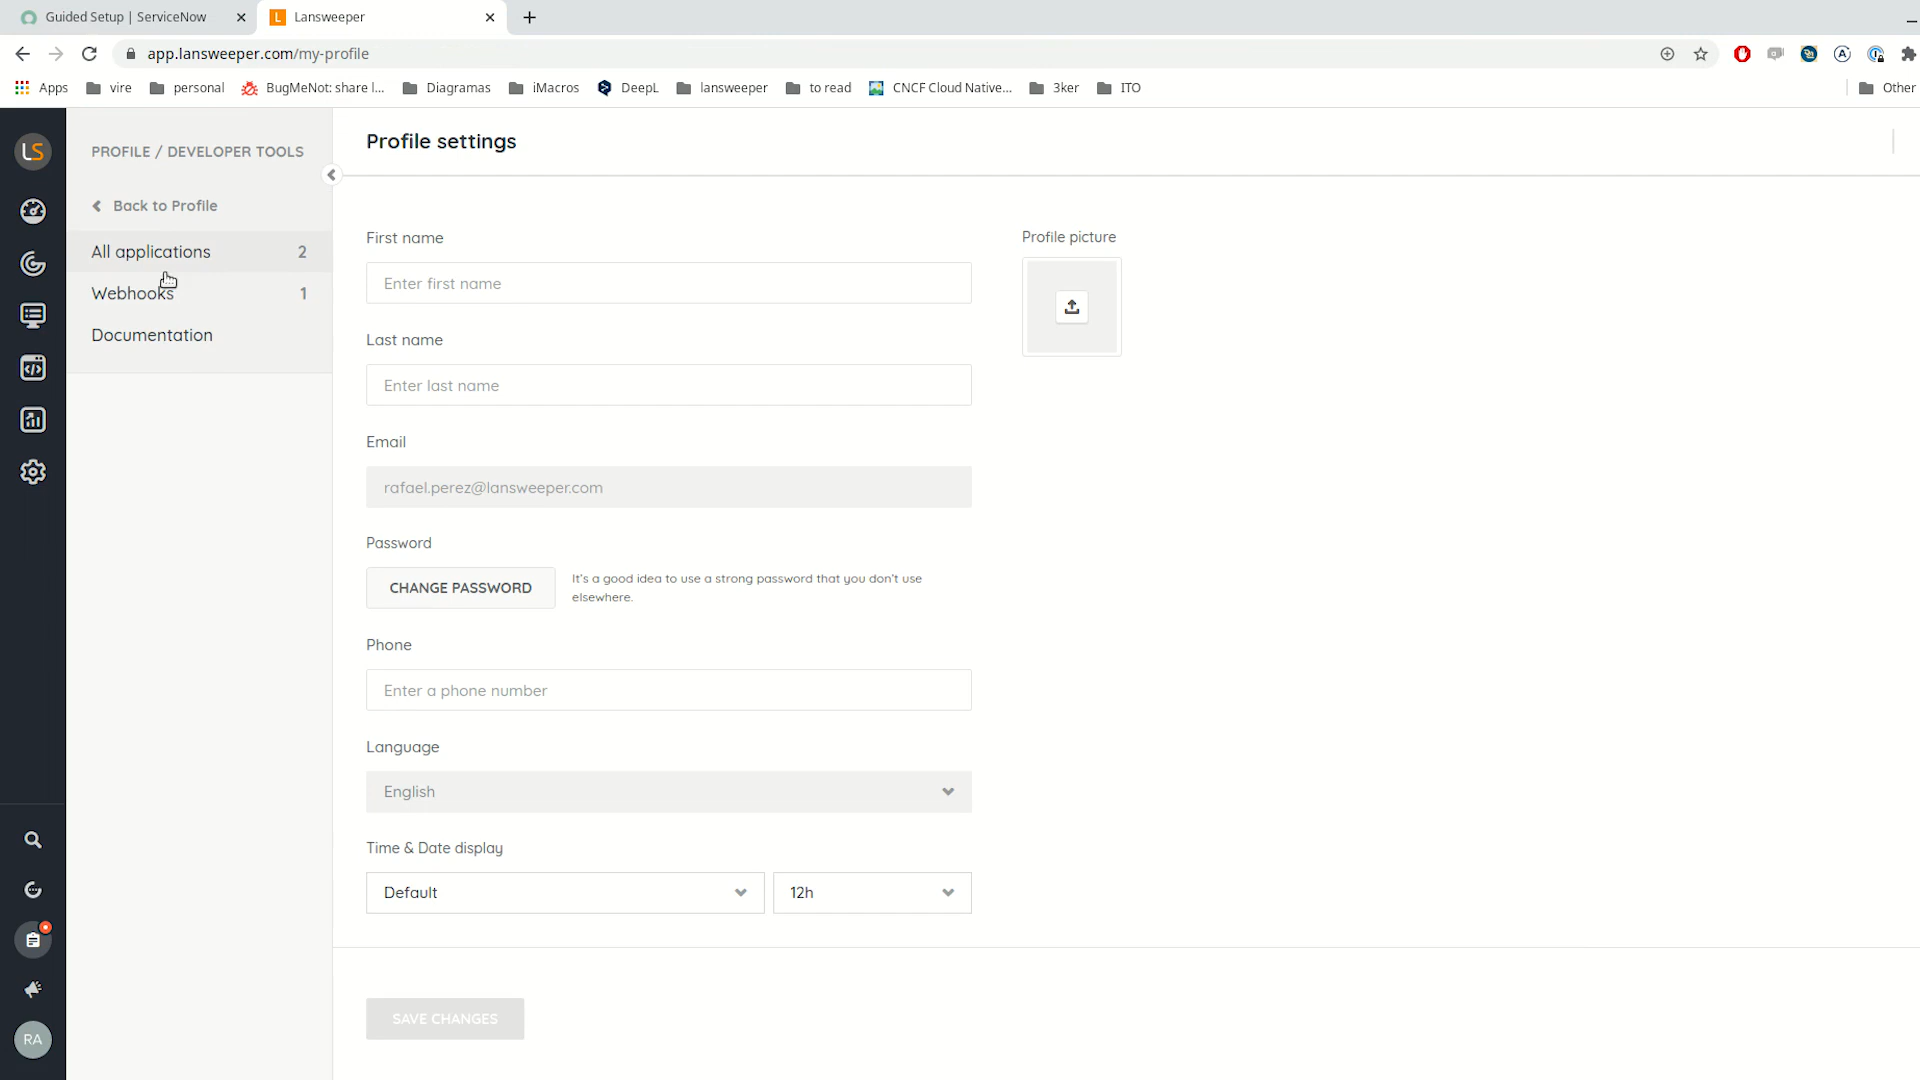 Guided Setup | ServiceNow
L Lansweeper
app.lansweeper.com/my-profile
Apps vire personal BugMeNot: share l... Diagramas iMacros DeepL lansweeper to read CNCF Cloud Native... 3ker ITO Other
LS
PROFILE / DEVELOPER TOOLS
Back to Profile
All applications 2
Webhooks 1
Documentation
Profile settings
First name
Enter first name
Last name
Enter last name
Email
rafael.perez@lansweeper.com
Password
CHANGE PASSWORD
It's a good idea to use a strong password that you don't use
elsewhere.
Phone
Enter a phone number
Language
English
Time & Date display
Default 12h
SAVE CHANGES
Profile picture
RA